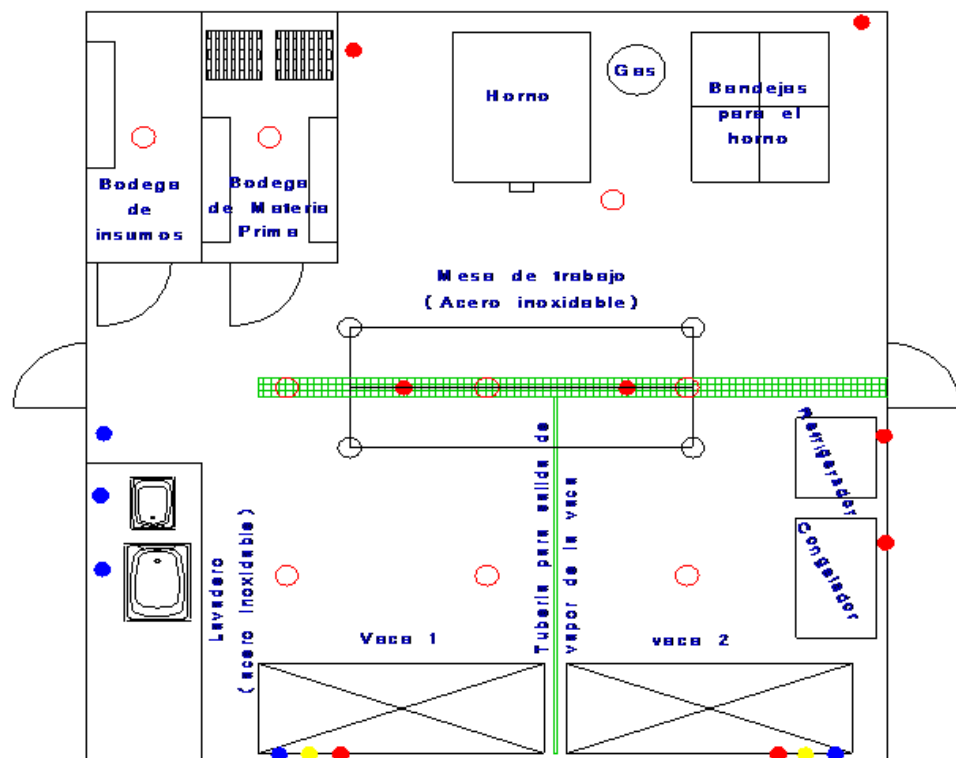 Gas
Horno
Bandejas
para el
horno
Bodega
de
insumos
Bodega
de Materia
Prima
Mesa de trabajo
(Acero inoxidable)
Refrigerador
Congelador
Lavadero
(acero inoxidable)
Tuberia para salida de
vapor de la vaca
Vaca 1
vaca 2